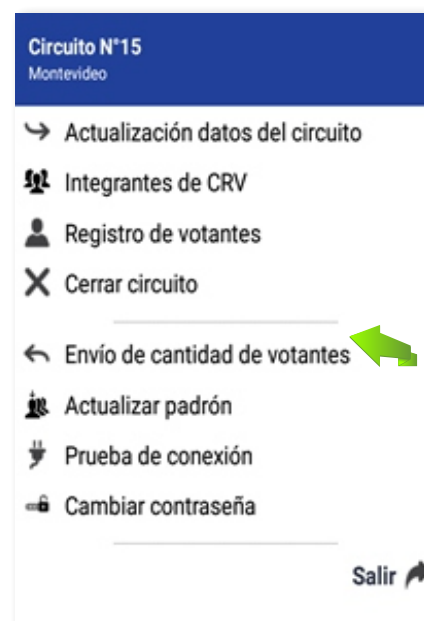 Circuito N°15
Montevideo
Actualización datos del circuito
Integrantes de CRV
Registro de votantes
Cerrar circuito
Envío de cantidad de votantes
Actualizar padrón
Prueba de conexión
Cambiar contraseña
Salir